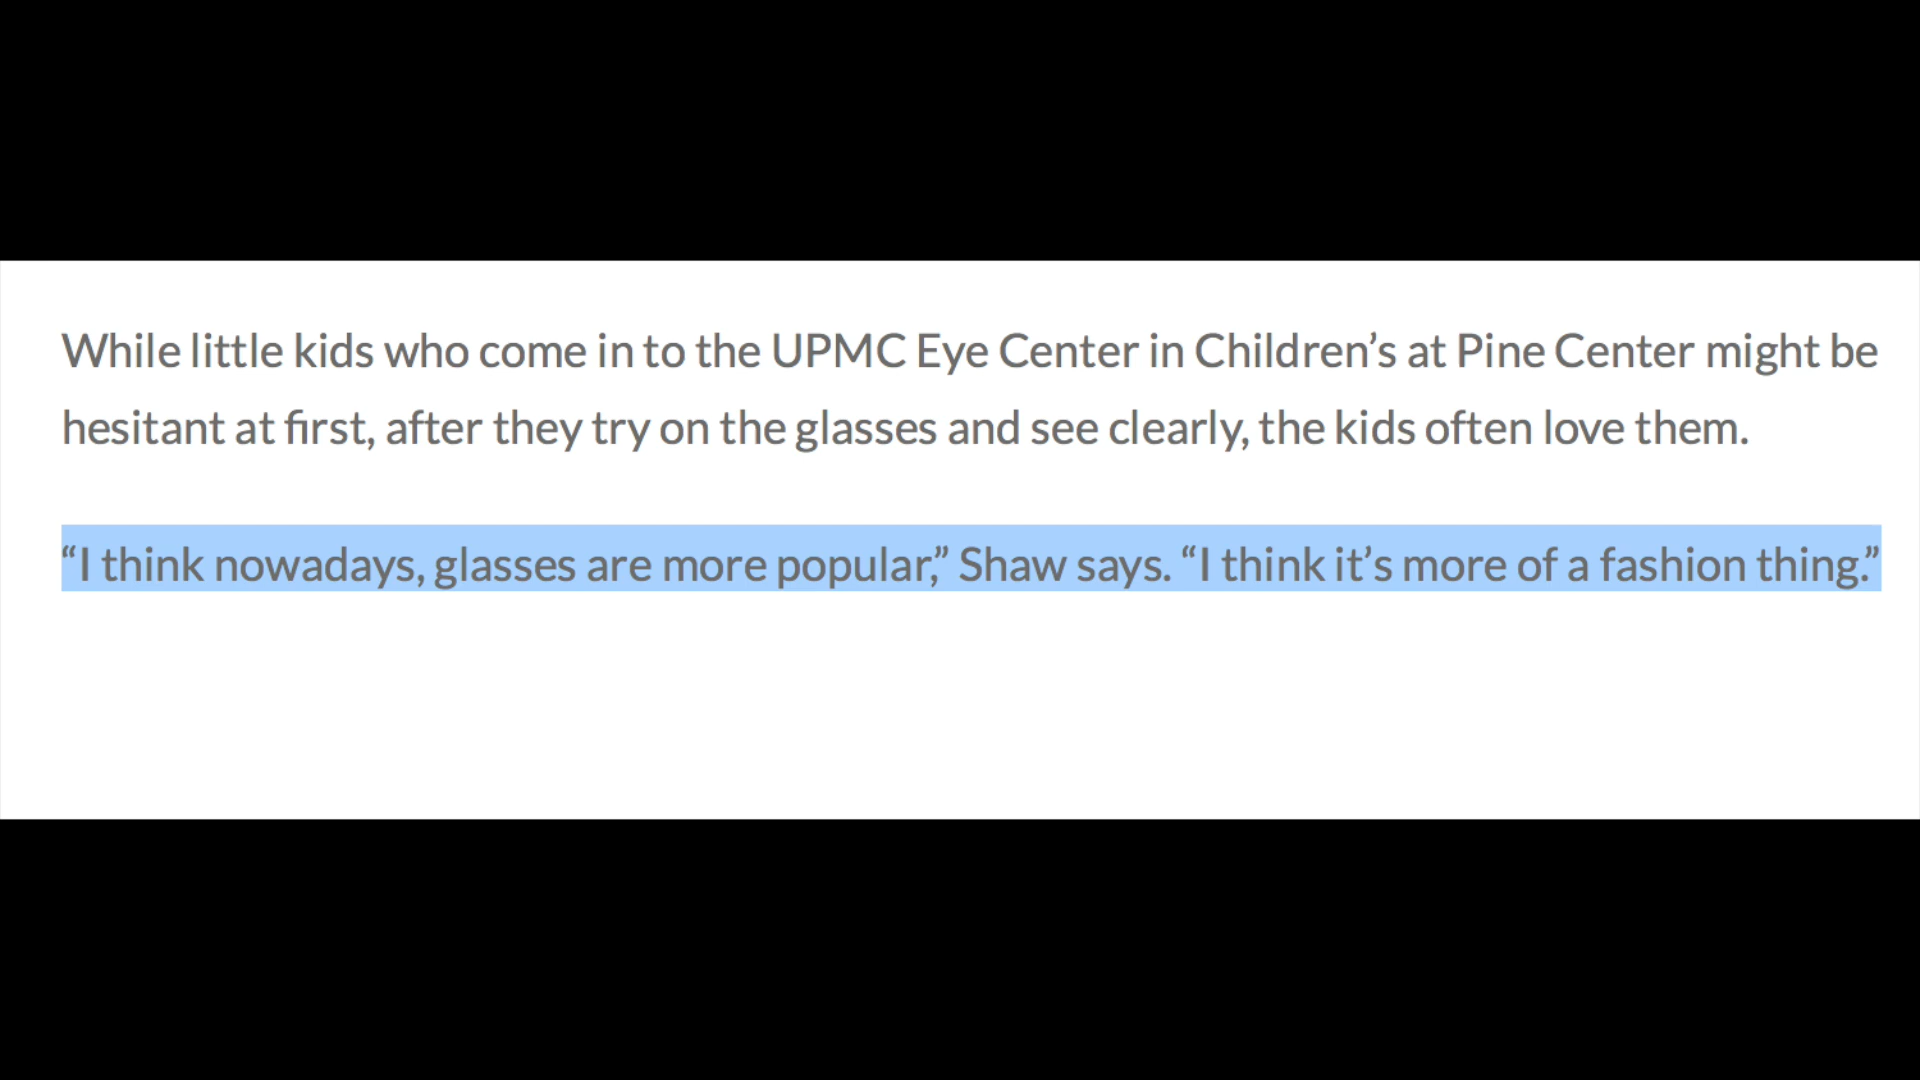 While little kids who come in to the UPMC Eye Center in Children’s at Pine Center might be
hesitant at first, after they try on the glasses and see clearly, the kids often love them.
“I think nowadays, glasses are more popular,” Shaw says. “I think it’s more of a fashion thing.”